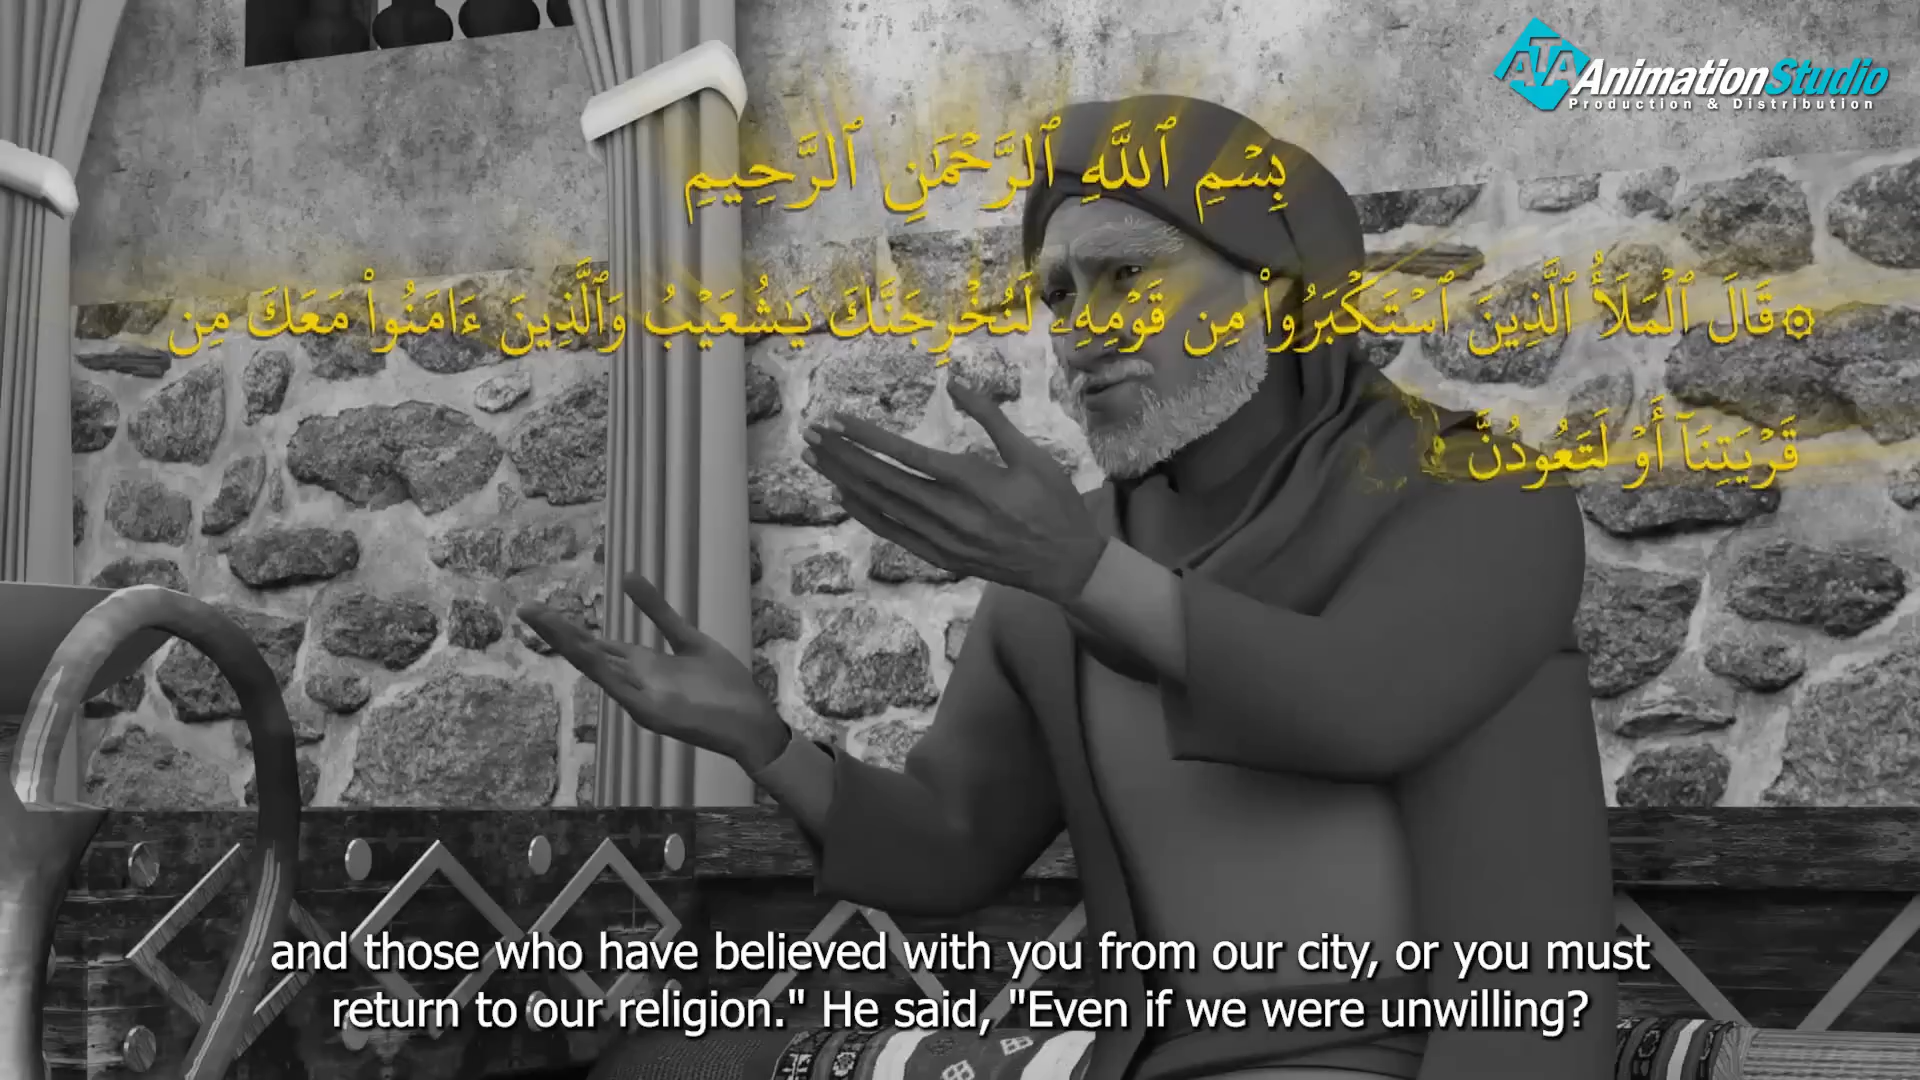 ATA AnimationStudio
Production & Distribution
بِسْمِ ٱللَّهِ ٱلرَّحْمَٰنِ ٱلرَّحِيمِ
۞ قَالَ ٱلْمَلَأُ ٱلَّذِينَ ٱسْتَكْبَرُوا۟ مِن قَوْمِهِۦ لَنُخْرِجَنَّكَ يَـٰشُعَيْبُ وَٱلَّذِينَ ءَامَنُوا۟ مَعَكَ مِن
قَرْيَتِنَآ أَوْ لَتَعُودُنَّ
and those who have believed with you from our city, or you must
return to our religion." He said, "Even if we were unwilling?